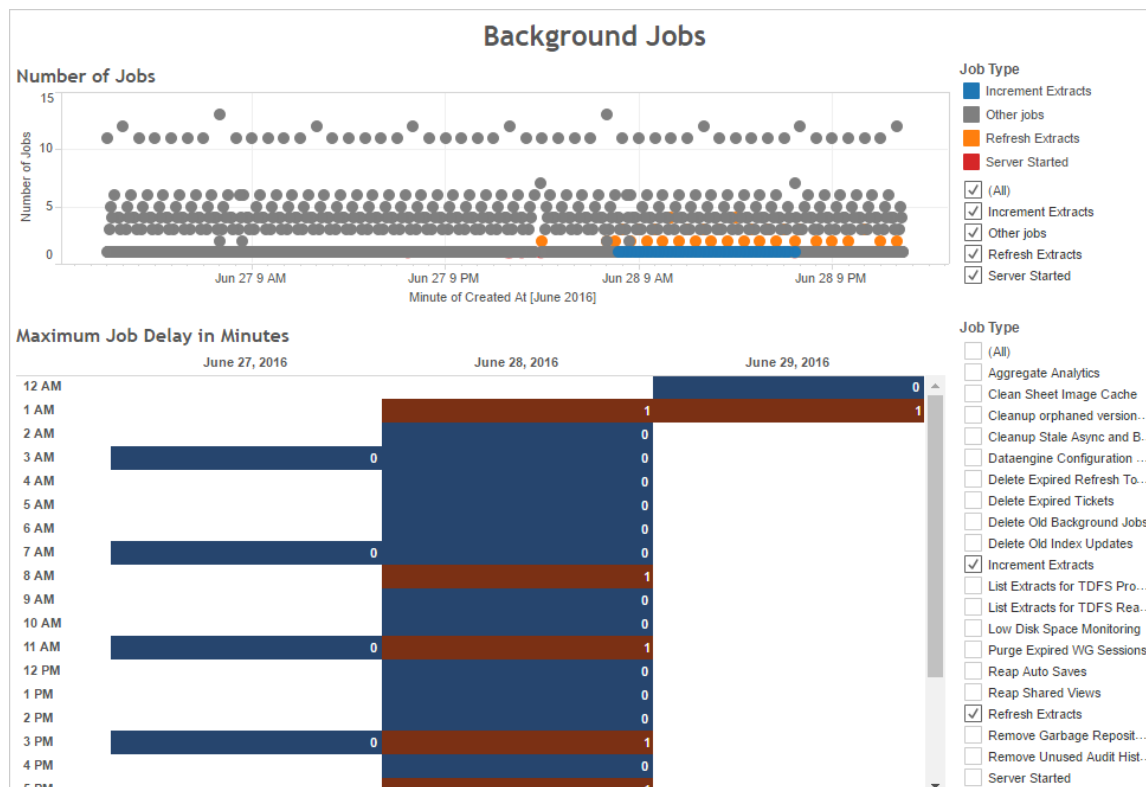 Background Jobs
Number of Jobs
15
10
5
0
Number of Jobs
Jun 27 9 AM Jun 27 9 PM Jun 28 9 AM Jun 28 9 PM
Minute of Created At [June 2016]
Job Type
Increment Extracts
Other jobs
Refresh Extracts
Server Started
(All)
Increment Extracts
Other jobs
Refresh Extracts
Server Started
Maximum Job Delay in Minutes
June 27, 2016 June 28, 2016 June 29, 2016
12 AM 0
1 AM 1 1
2 AM 0
3 AM 0 0
4 AM 0
5 AM 0
6 AM 0
7 AM 0 0
8 AM 1
9 AM 0
10 AM 0
11 AM 0 1
12 PM 0
1 PM 0
2 PM 0
3 PM 0 1
4 PM 0
5 PM 1
Job Type
(All)
Aggregate Analytics
Clean Sheet Image Cache
Cleanup orphaned version...
Cleanup Stale Async and B...
Dataengine Configuration ...
Delete Expired Refresh To...
Delete Expired Tickets
Delete Old Background Jobs
Delete Old Index Updates
Increment Extracts
List Extracts for TDFS Pro...
List Extracts for TDFS Rea...
Low Disk Space Monitoring
Purge Expired WG Sessions
Reap Auto Saves
Reap Shared Views
Refresh Extracts
Remove Garbage Reposit...
Remove Unused Audit Hist...
Server Started